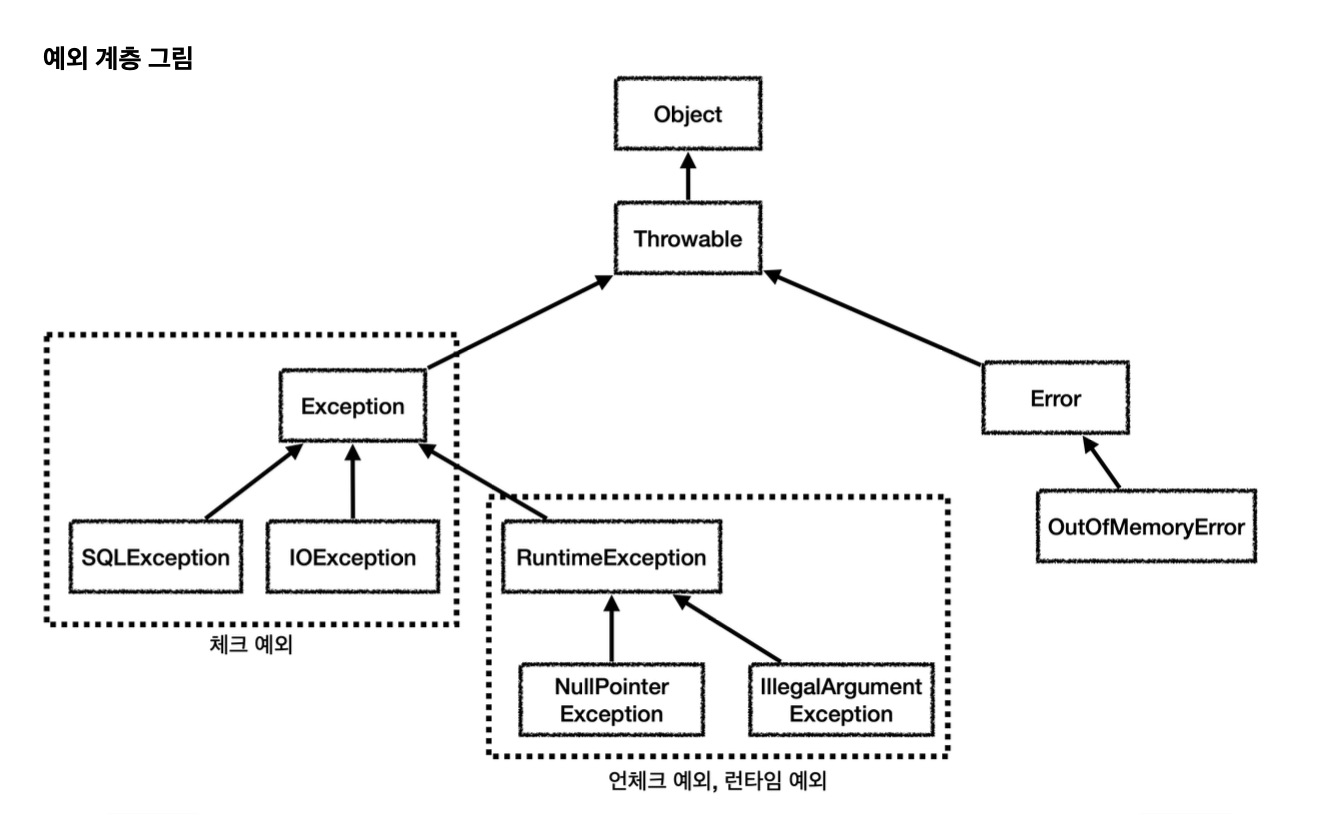 예외 계층 그림
Object
Throwable
Exception
Error
SQLException
IOException
RuntimeException
OutOfMemoryError
체크 예외
NullPointer
Exception
IllegalArgument
Exception
언체크 예외, 런타임 예외